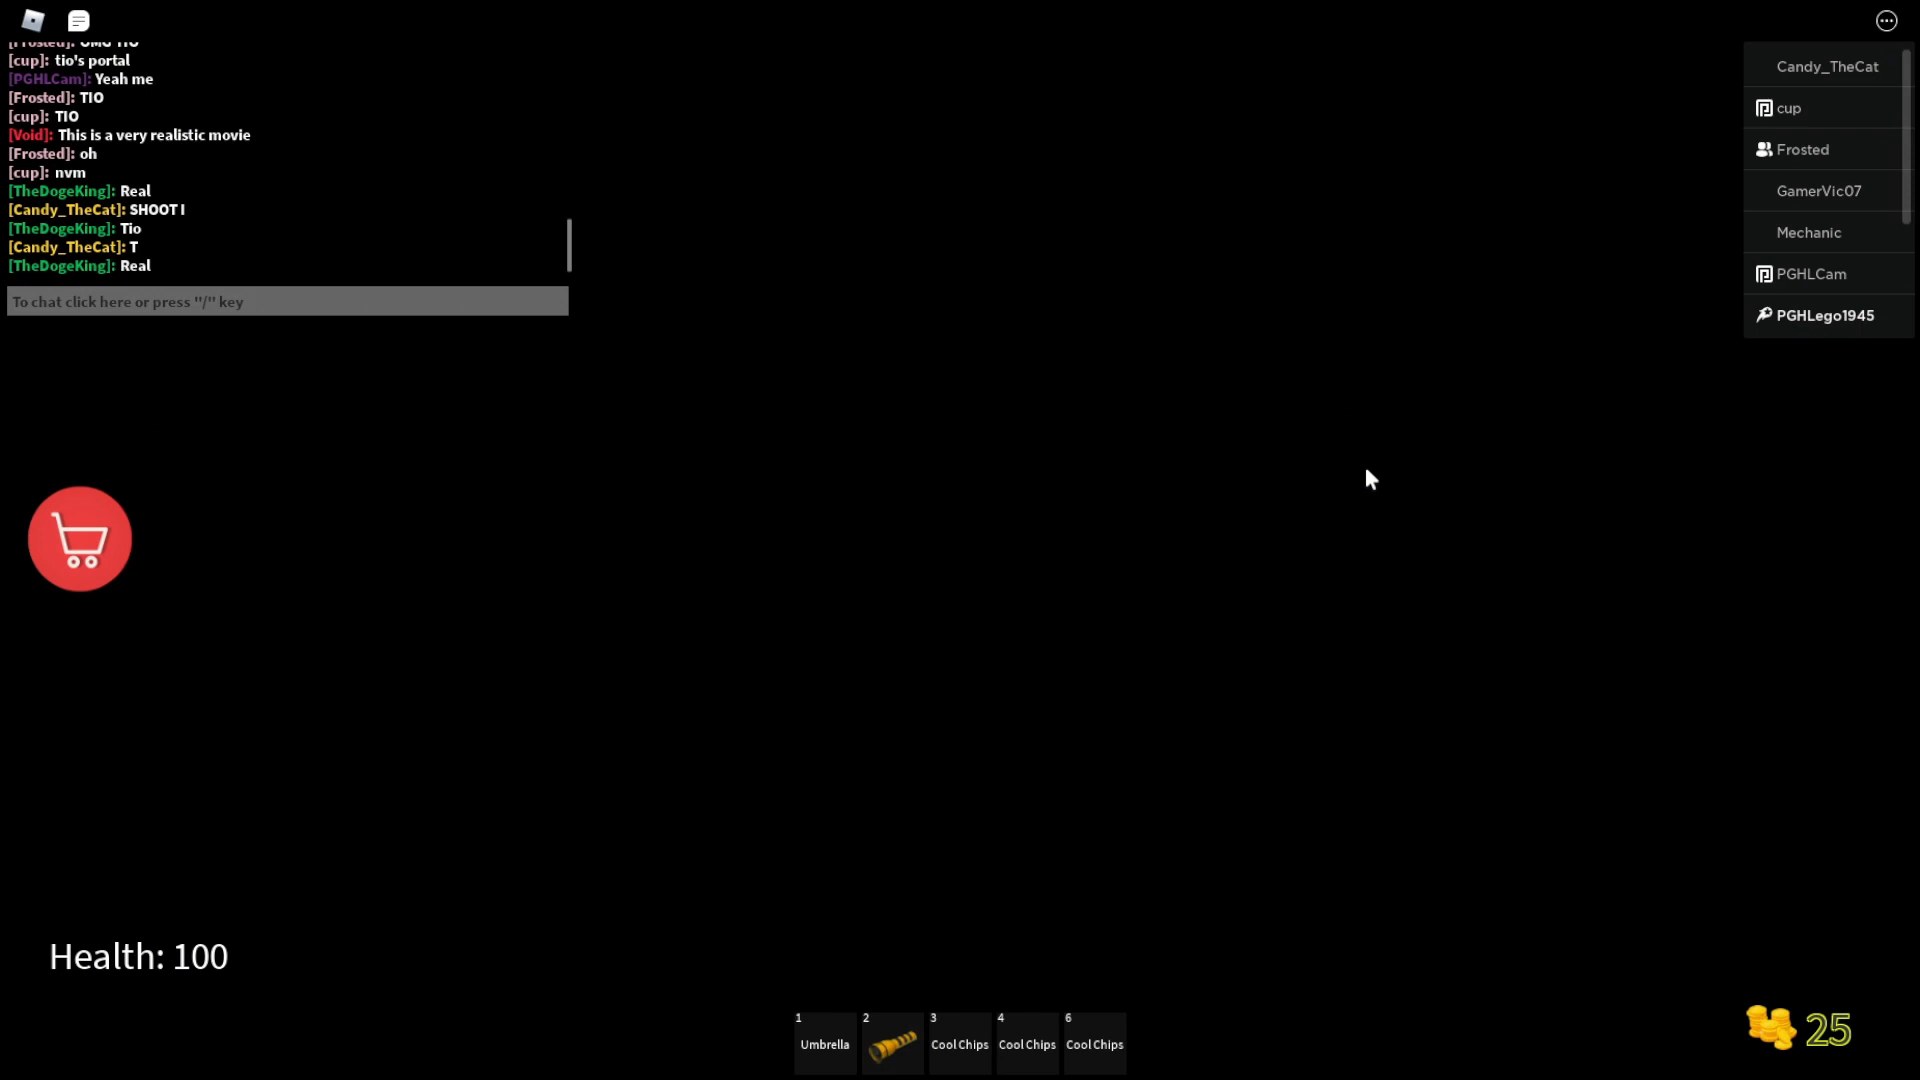 [Frosted]: OMG TIO
[cup]: tio's portal
[PGHLCam]: Yeah me
[Frosted]: TIO
[cup]: TIO
[Void]: This is a very realistic movie
[Frosted]: oh
[cup]: nvm
[TheDogeKing]: Real
[Candy_TheCat]: SHOOT I
[TheDogeKing]: Tio
[Candy_TheCat]: T
[TheDogeKing]: Real
To chat click here or press "/" key
Candy_TheCat
cup
Frosted
GamerVic07
Mechanic
PGHLCam
PGHLego1945
Health: 100
1
Umbrella
2
3
Cool Chips
4
Cool Chips
6
Cool Chips
25